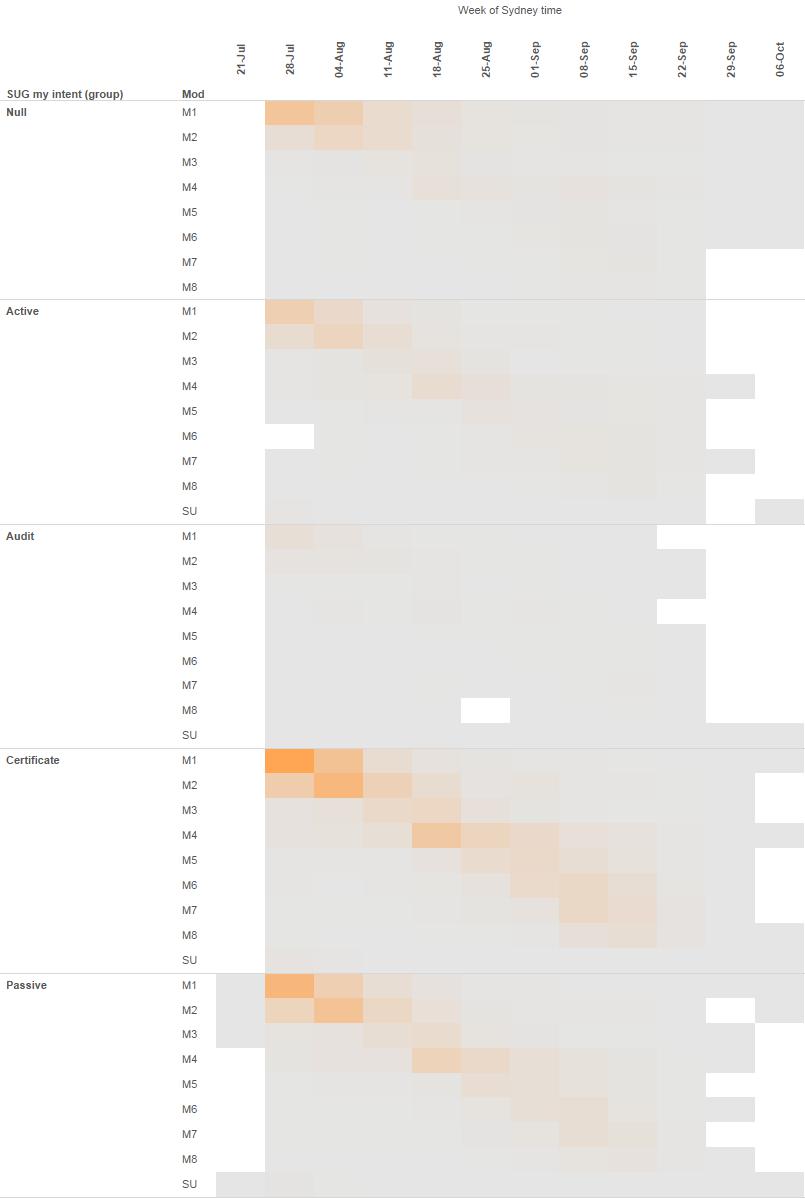 Week of Sydney time
21-Jul 28-Jul 04-Aug 11-Aug 18-Aug 25-Aug 01-Sep 08-Sep 15-Sep 22-Sep 29-Sep 06-Oct
SUG my intent (group) Mod
Null M1
M2
M3
M4
M5
M6
M7
M8
Active M1
M2
M3
M4
M5
M6
M7
M8
SU
Audit M1
M2
M3
M4
M5
M6
M7
M8
SU
Certificate M1
M2
M3
M4
M5
M6
M7
M8
SU
Passive M1
M2
M3
M4
M5
M6
M7
M8
SU